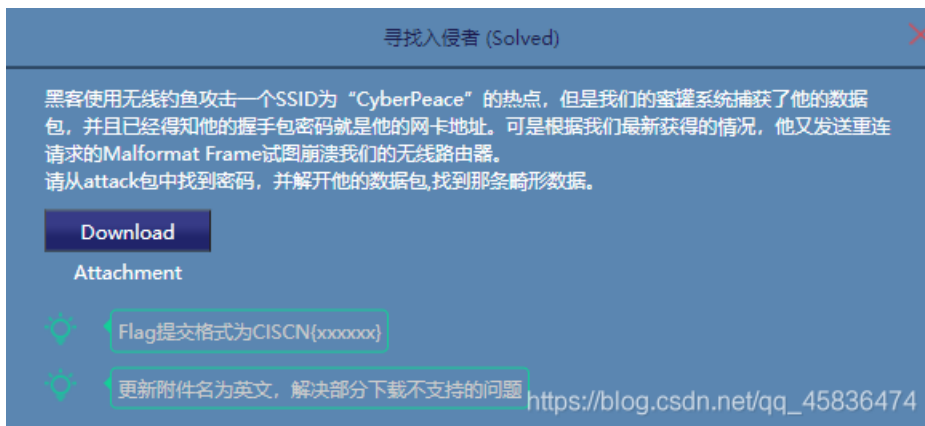 寻找入侵者 (Solved)
黑客使用无线钓鱼攻击一个SSID为“CyberPeace”的热点，但是我们的蜜罐系统捕获了他的数据
包，并且已经得知他的握手包密码就是他的网卡地址。可是根据我们最新获得的情况，他又发送重连
请求的Malformat Frame试图崩溃我们的无线路由器。
请从attack包中找到密码，并解开他的数据包,找到那条畸形数据。
Download
Attachment
Flag提交格式为CISCN{xxxxxx}
更新附件名为英文，解决部分下载不支持的问题
https://blog.csdn.net/qq_45836474